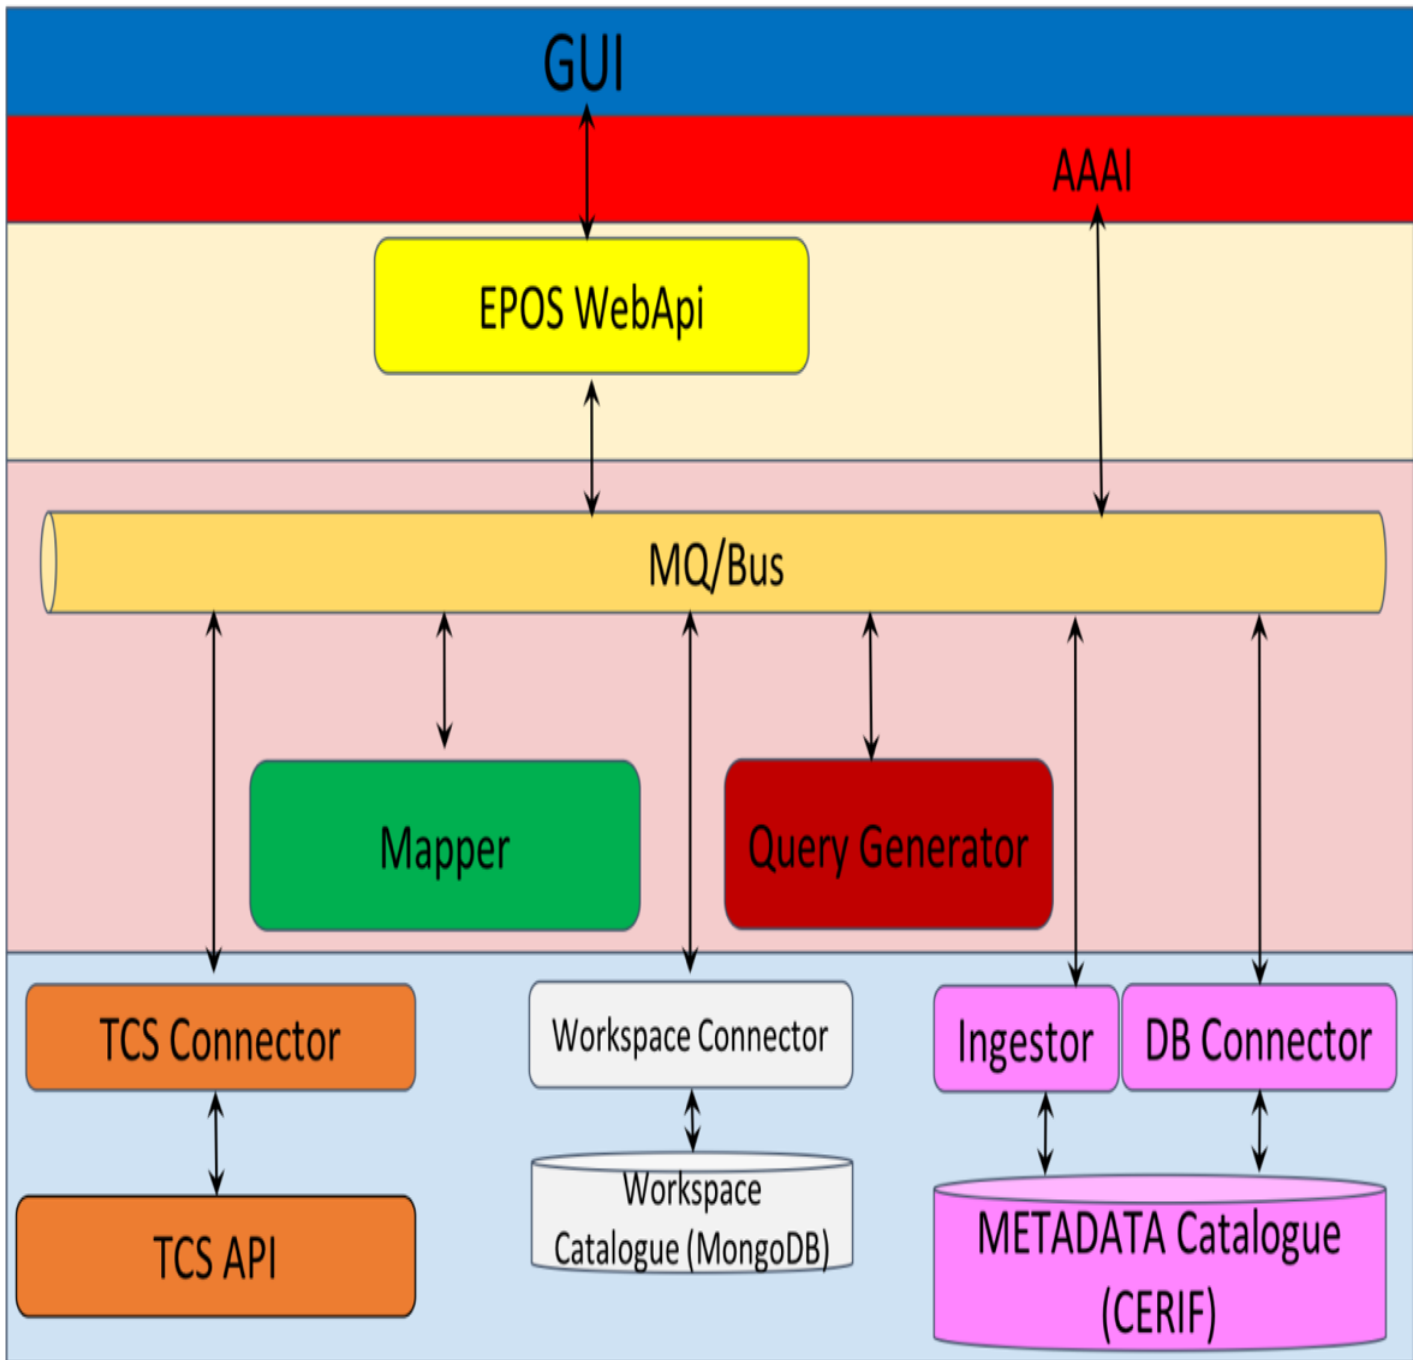 GUI
AAAI
EPOS WebApi
MQ/Bus
Mapper
Query Generator
TCS Connector
Workspace Connector
Ingestor
DB Connector
Workspace
Catalogue (MongoDB)
TCS API
METADATA Catalogue
(CERIF)